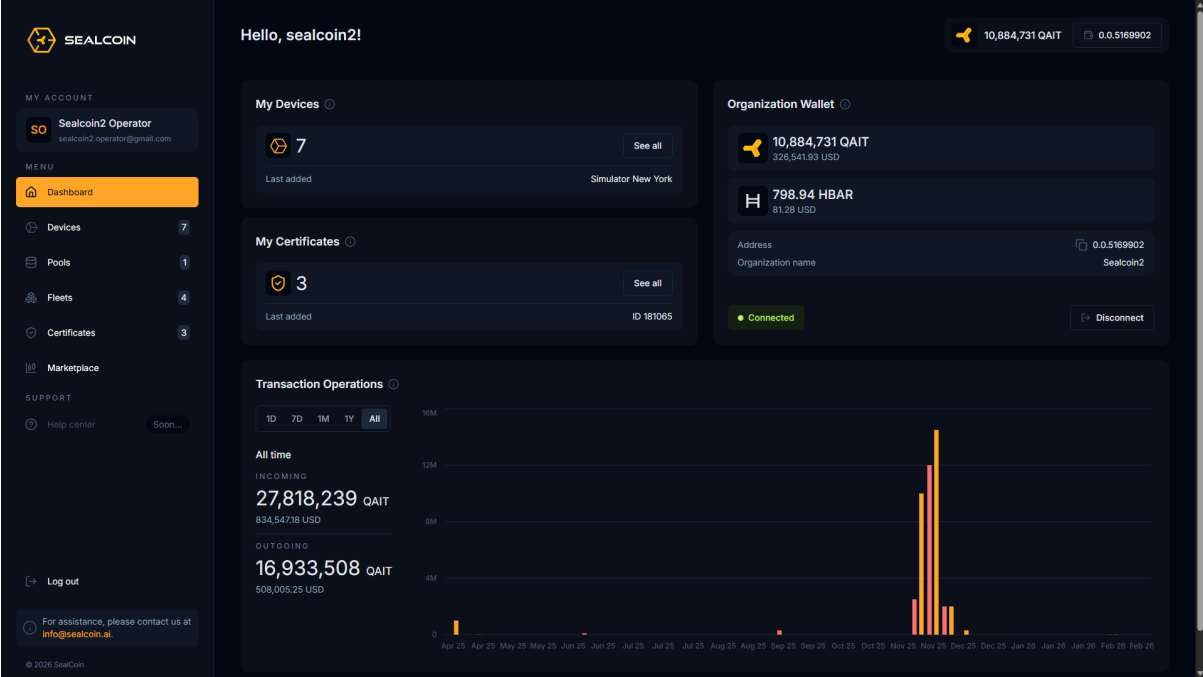 SEALCOIN
MY ACCOUNT
SO
Sealcoin2 Operator
sealcoin2.operator@gmail.com
MENU
Dashboard
Devices 7
Pools 1
Fleets 4
Certificates 3
Marketplace
SUPPORT
Help center Soon...
Log out
For assistance, please contact us at
info@sealcoin.ai.
© 2026 SealCoin
Hello, sealcoin2!
10,884,731 QAIT 0.0.5169902
My Devices
7 See all
Last added Simulator New York
My Certificates
3 See all
Last added ID 181065
Organization Wallet
10,884,731 QAIT
326,541.93 USD
798.94 HBAR
81.28 USD
Address 0.0.5169902
Organization name Sealcoin2
Connected Disconnect
Transaction Operations
1D 7D 1M 1Y All
All time
INCOMING
27,818,239 QAIT
834,547.18 USD
OUTGOING
16,933,508 QAIT
508,005.25 USD
16M
12M
8M
4M
0
Apr 25 Apr 25 May 25 May 25 Jun 25 Jun 25 Jul 25 Jul 25 Jul 25 Aug 25 Aug 25 Sep 25 Sep 25 Oct 25 Oct 25 Nov 25 Nov 25 Dec 25 Dec 25 Jan 26 Jan 26 Jan 26 Feb 26 Feb 26